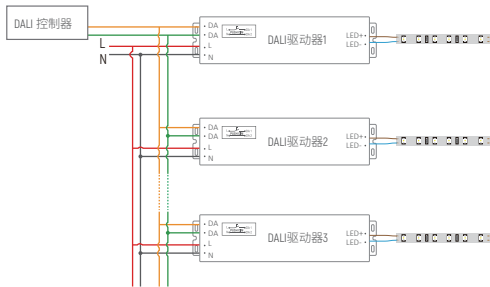 DALI 控制器
L
N
DA
DA
L
N
DALI驱动器1
LED+
LED-
DA
DA
L
N
DALI驱动器2
LED+
LED-
DA
DA
L
N
DALI驱动器3
LED+
LED-